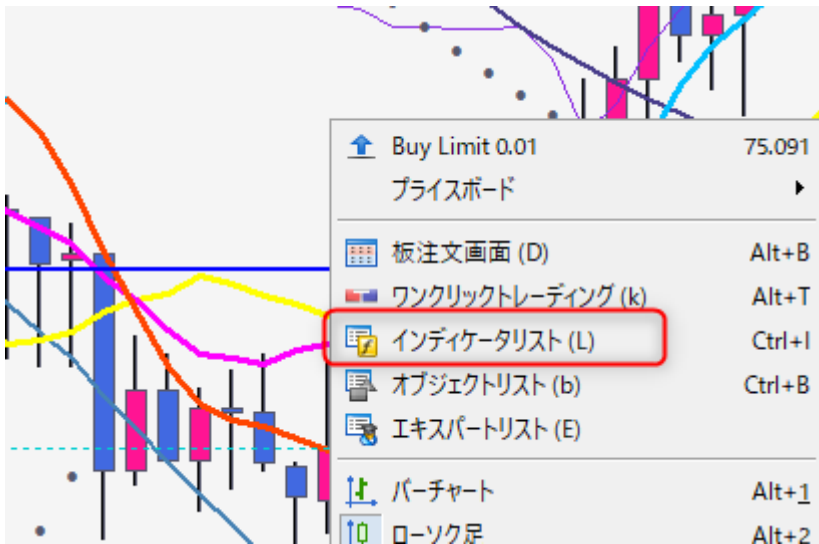 Buy Limit 0.01 75.091
プライスボード
板注文画面 (D) Alt+B
ワンクリックトレーディング (k) Alt+T
インディケータリスト (L) Ctrl+I
オブジェクトリスト (b) Ctrl+B
エキスパートリスト (E)
バーチャート Alt+1
ローソク足 Alt+2